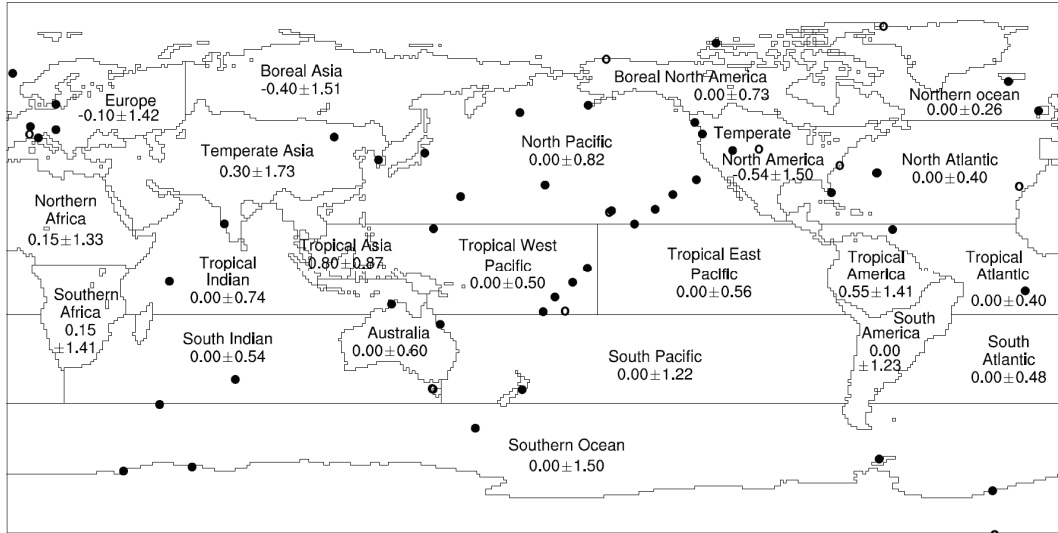 Boreal Asia
-0.40±1.51
Boreal North America
0.00±0.73
Europe
-0.10±1.42
Northern ocean
0.00±0.26
Temperate Asia
0.30±1.73
North Pacific
0.00±0.82
Temperate
North America
-0.54±1.50
North Atlantic
0.00±0.40
Northern
Africa
0.15±1.33
Tropical Asia
0.80±0.87
Tropical
Indian
0.00±0.74
Tropical West
Pacific
0.00±0.50
Tropical East
Pacific
0.00±0.56
Tropical
America
0.55±1.41
Tropical
Atlantic
0.00±0.40
Southern
Africa
0.15
±1.41
South Indian
0.00±0.54
Australia
0.00±0.60
South Pacific
0.00±1.22
South
America
0.00
±1.23
South
Atlantic
0.00±0.48
Southern Ocean
0.00±1.50